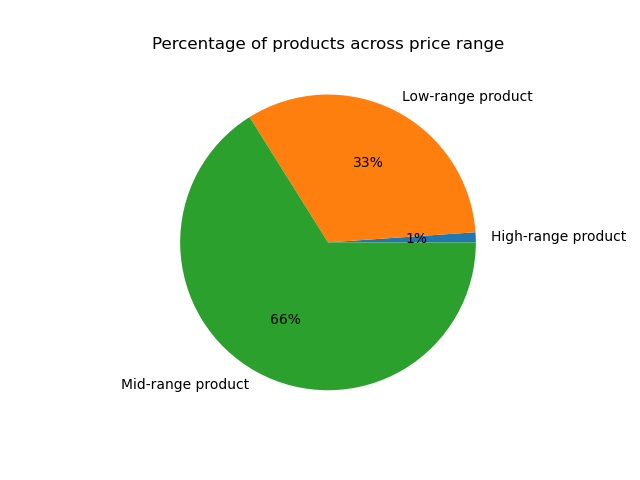 Percentage of products across price range
Low-range product
33%
1%
High-range product
66%
Mid-range product